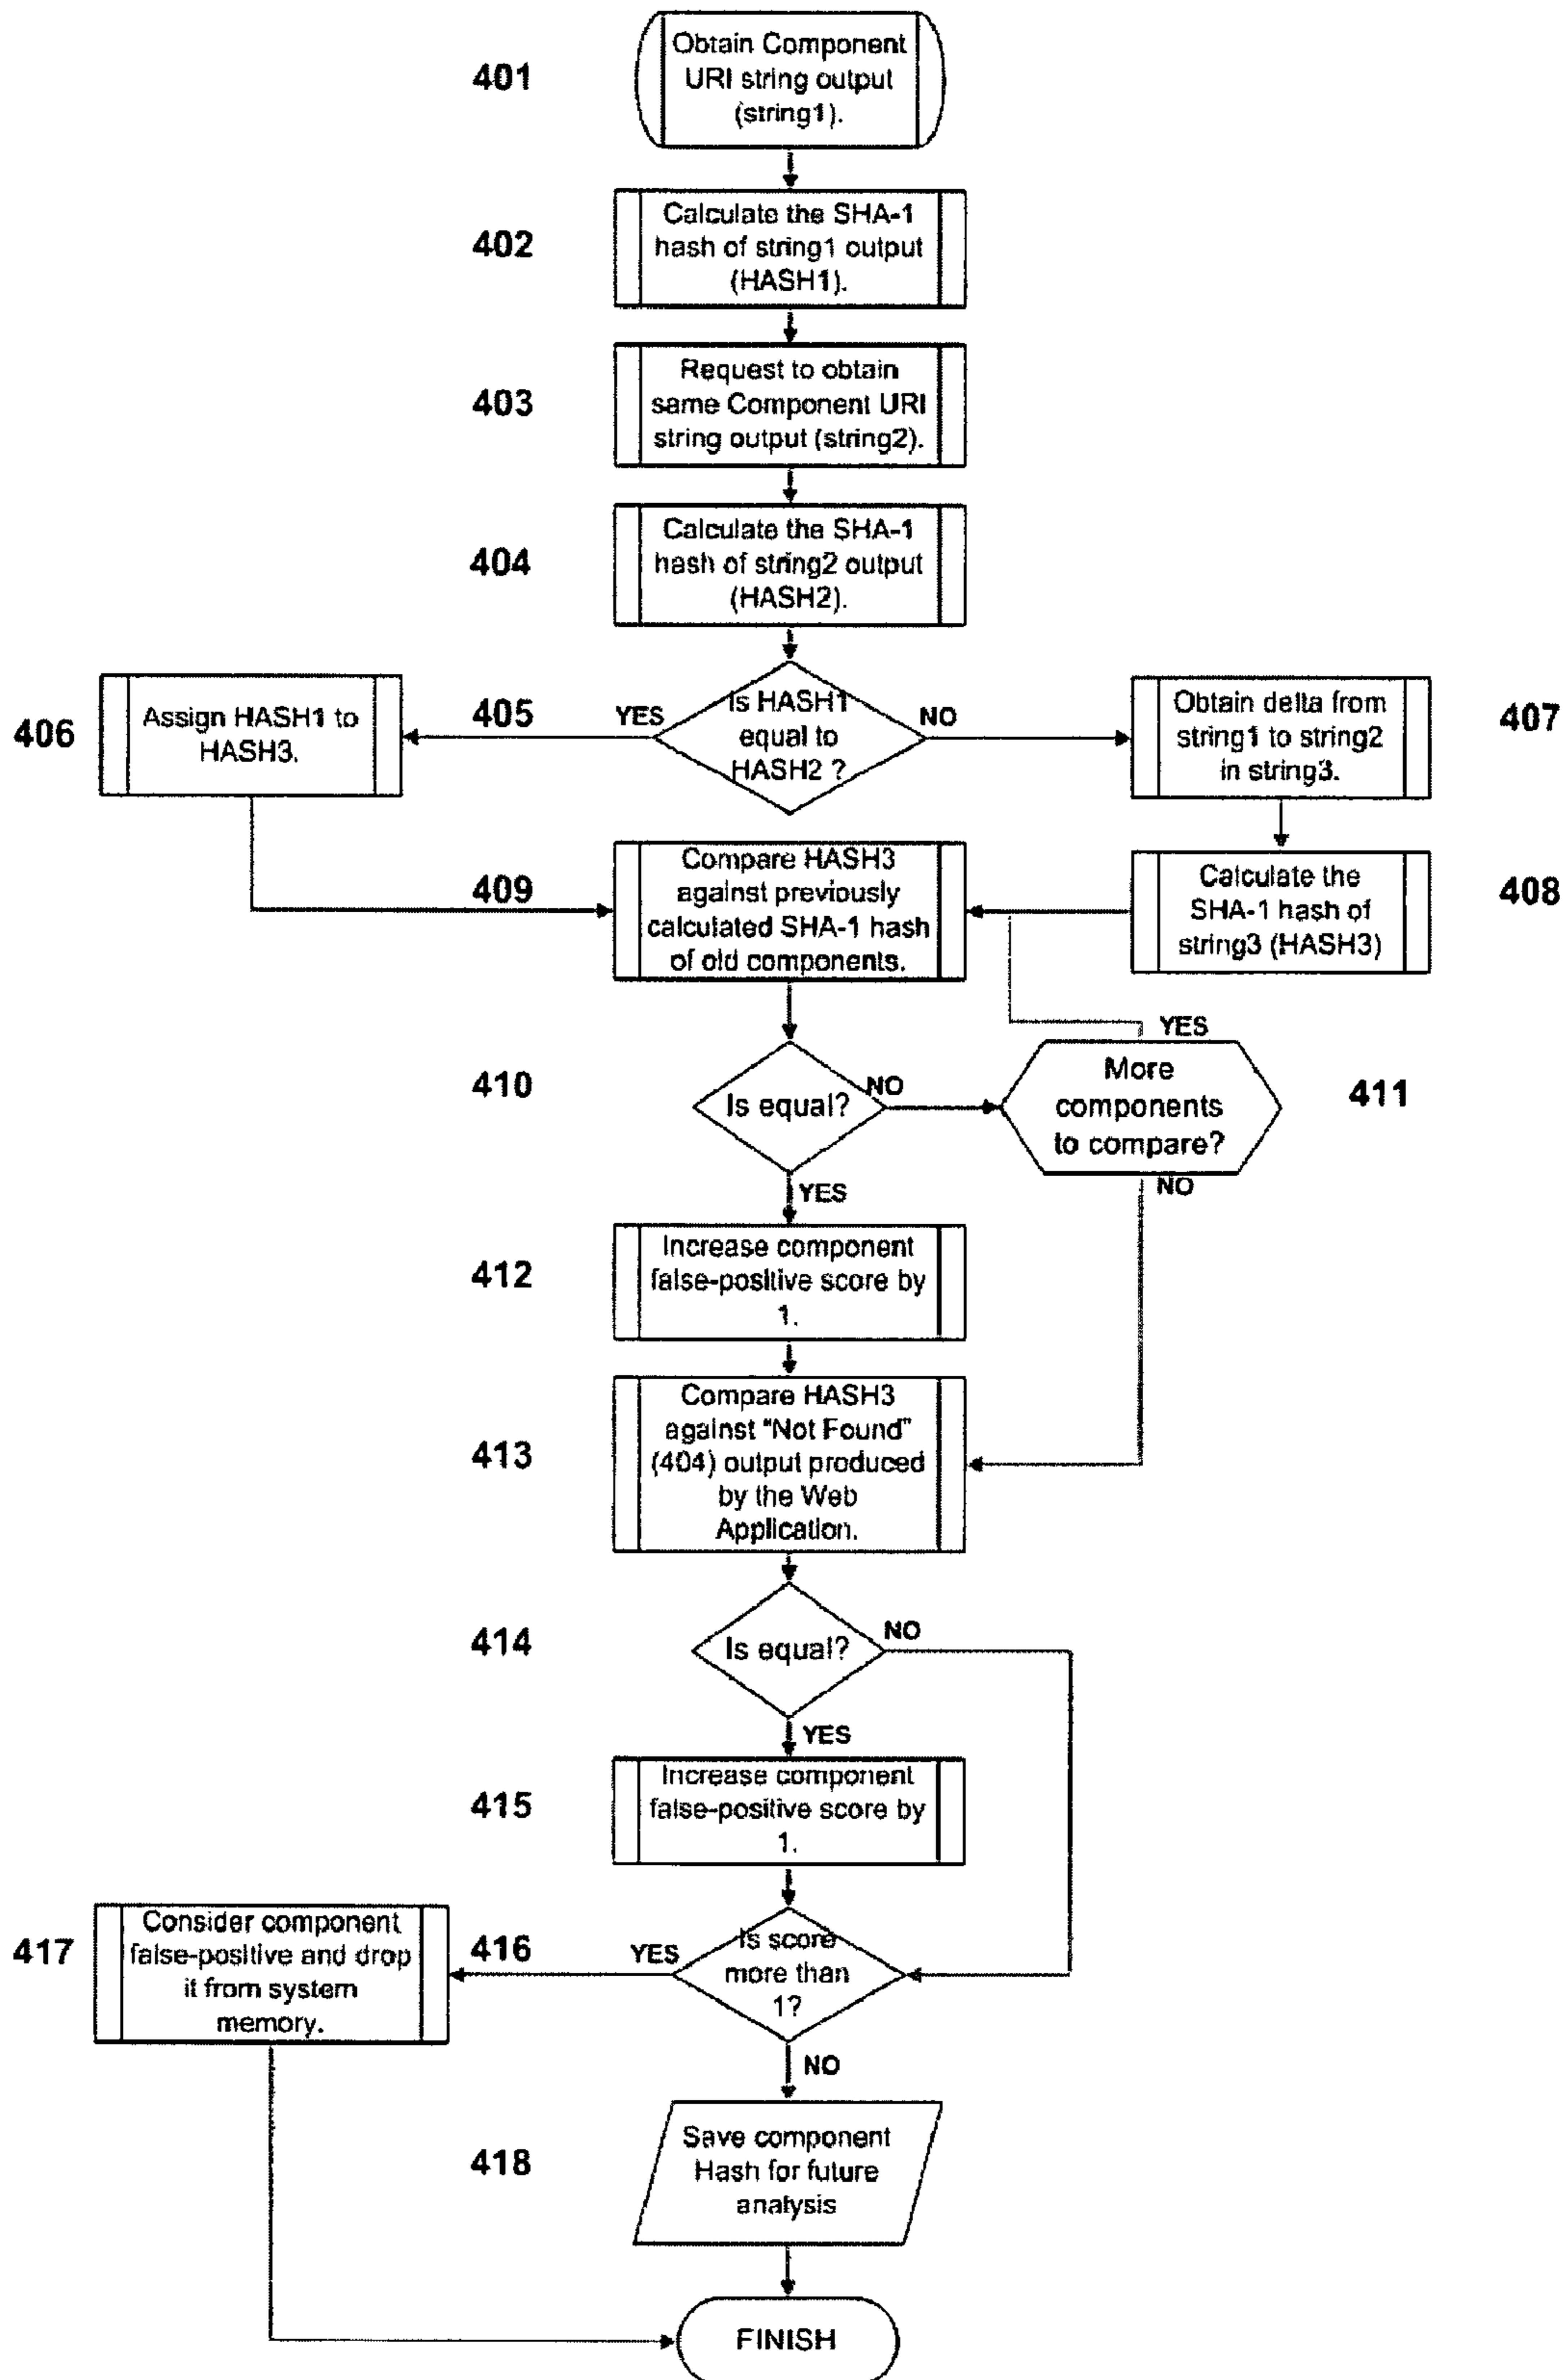 401
Obtain Component
URI string output
(string1).
402
Calculate the SHA-1
hash of string1 output
(HASH1).
403
Request to obtain
same Component URI
string output (string2).
404
Calculate the SHA-1
hash of string2 output
(HASH2).
406
Assign HASH1 to
HASH3.
405
YES
Is HASH1
equal to
HASH2 ?
NO
Obtain delta from
string1 to string2
in string3.
407
409
Compare HASH3
against previously
calculated SHA-1 hash
of old components.
Calculate the
SHA-1 hash of
string3 (HASH3)
408
410
Is equal?
NO
YES
More
components
to compare?
411
YES
NO
412
Increase component
false-positive score by
1.
413
Compare HASH3
against "Not Found"
(404) output produced
by the Web
Application.
414
Is equal?
NO
YES
415
Increase component
false-positive score by
1.
417
Consider component
false-positive and drop
it from system
memory.
416
YES
Is score
more than
1?
NO
418
Save component
Hash for future
analysis
FINISH